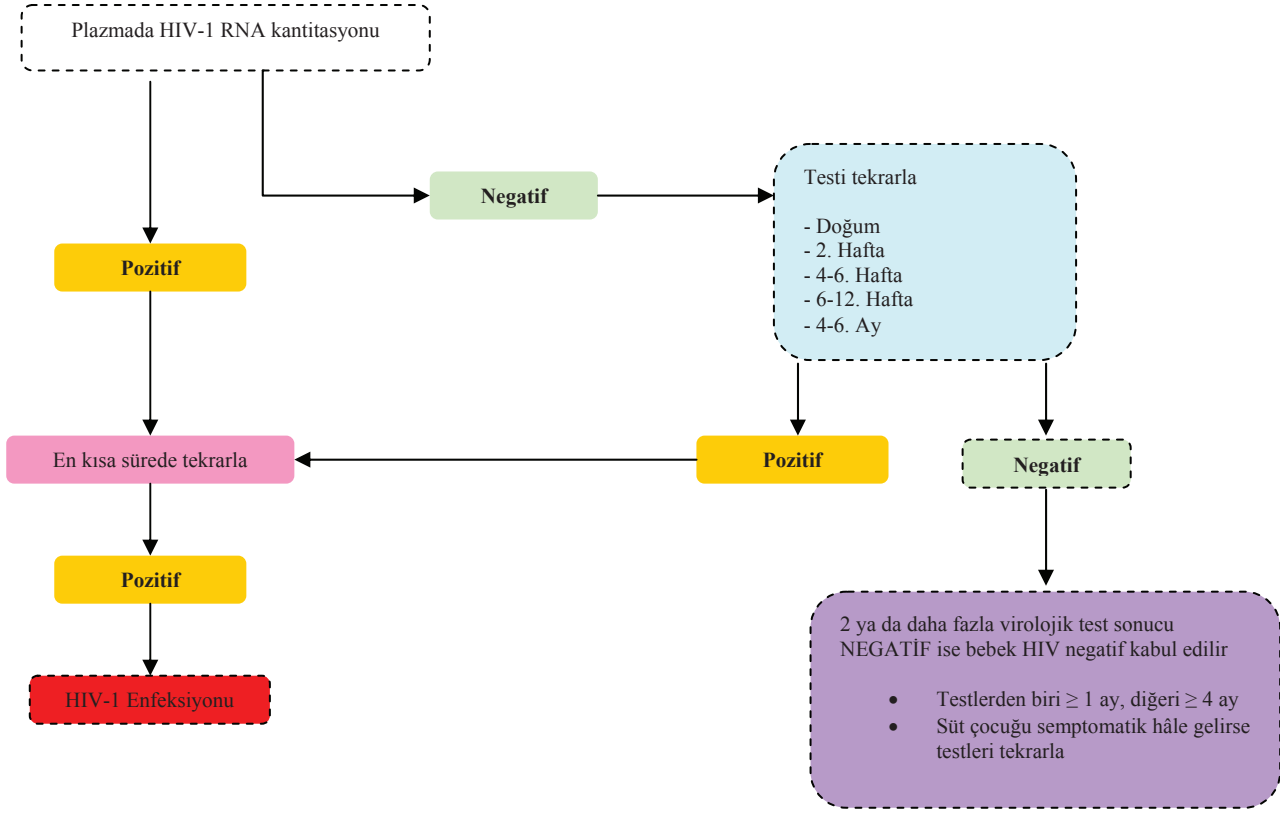 Plazmada HIV-1 RNA kantitasyonu
Negatif
Testi tekrarla
- Doğum
- 2. Hafta
- 4-6. Hafta
- 6-12. Hafta
- 4-6. Ay
Pozitif
En kısa sürede tekrarla
Pozitif
Negatif
Pozitif
HIV-1 Enfeksiyonu
2 ya da daha fazla virolojik test sonucu
NEGATİF ise bebek HIV negatif kabul edilir
• Testlerden biri ≥ 1 ay, diğeri ≥ 4 ay
• Süt çocuğu semptomatik hâle gelirse
testleri tekrarla